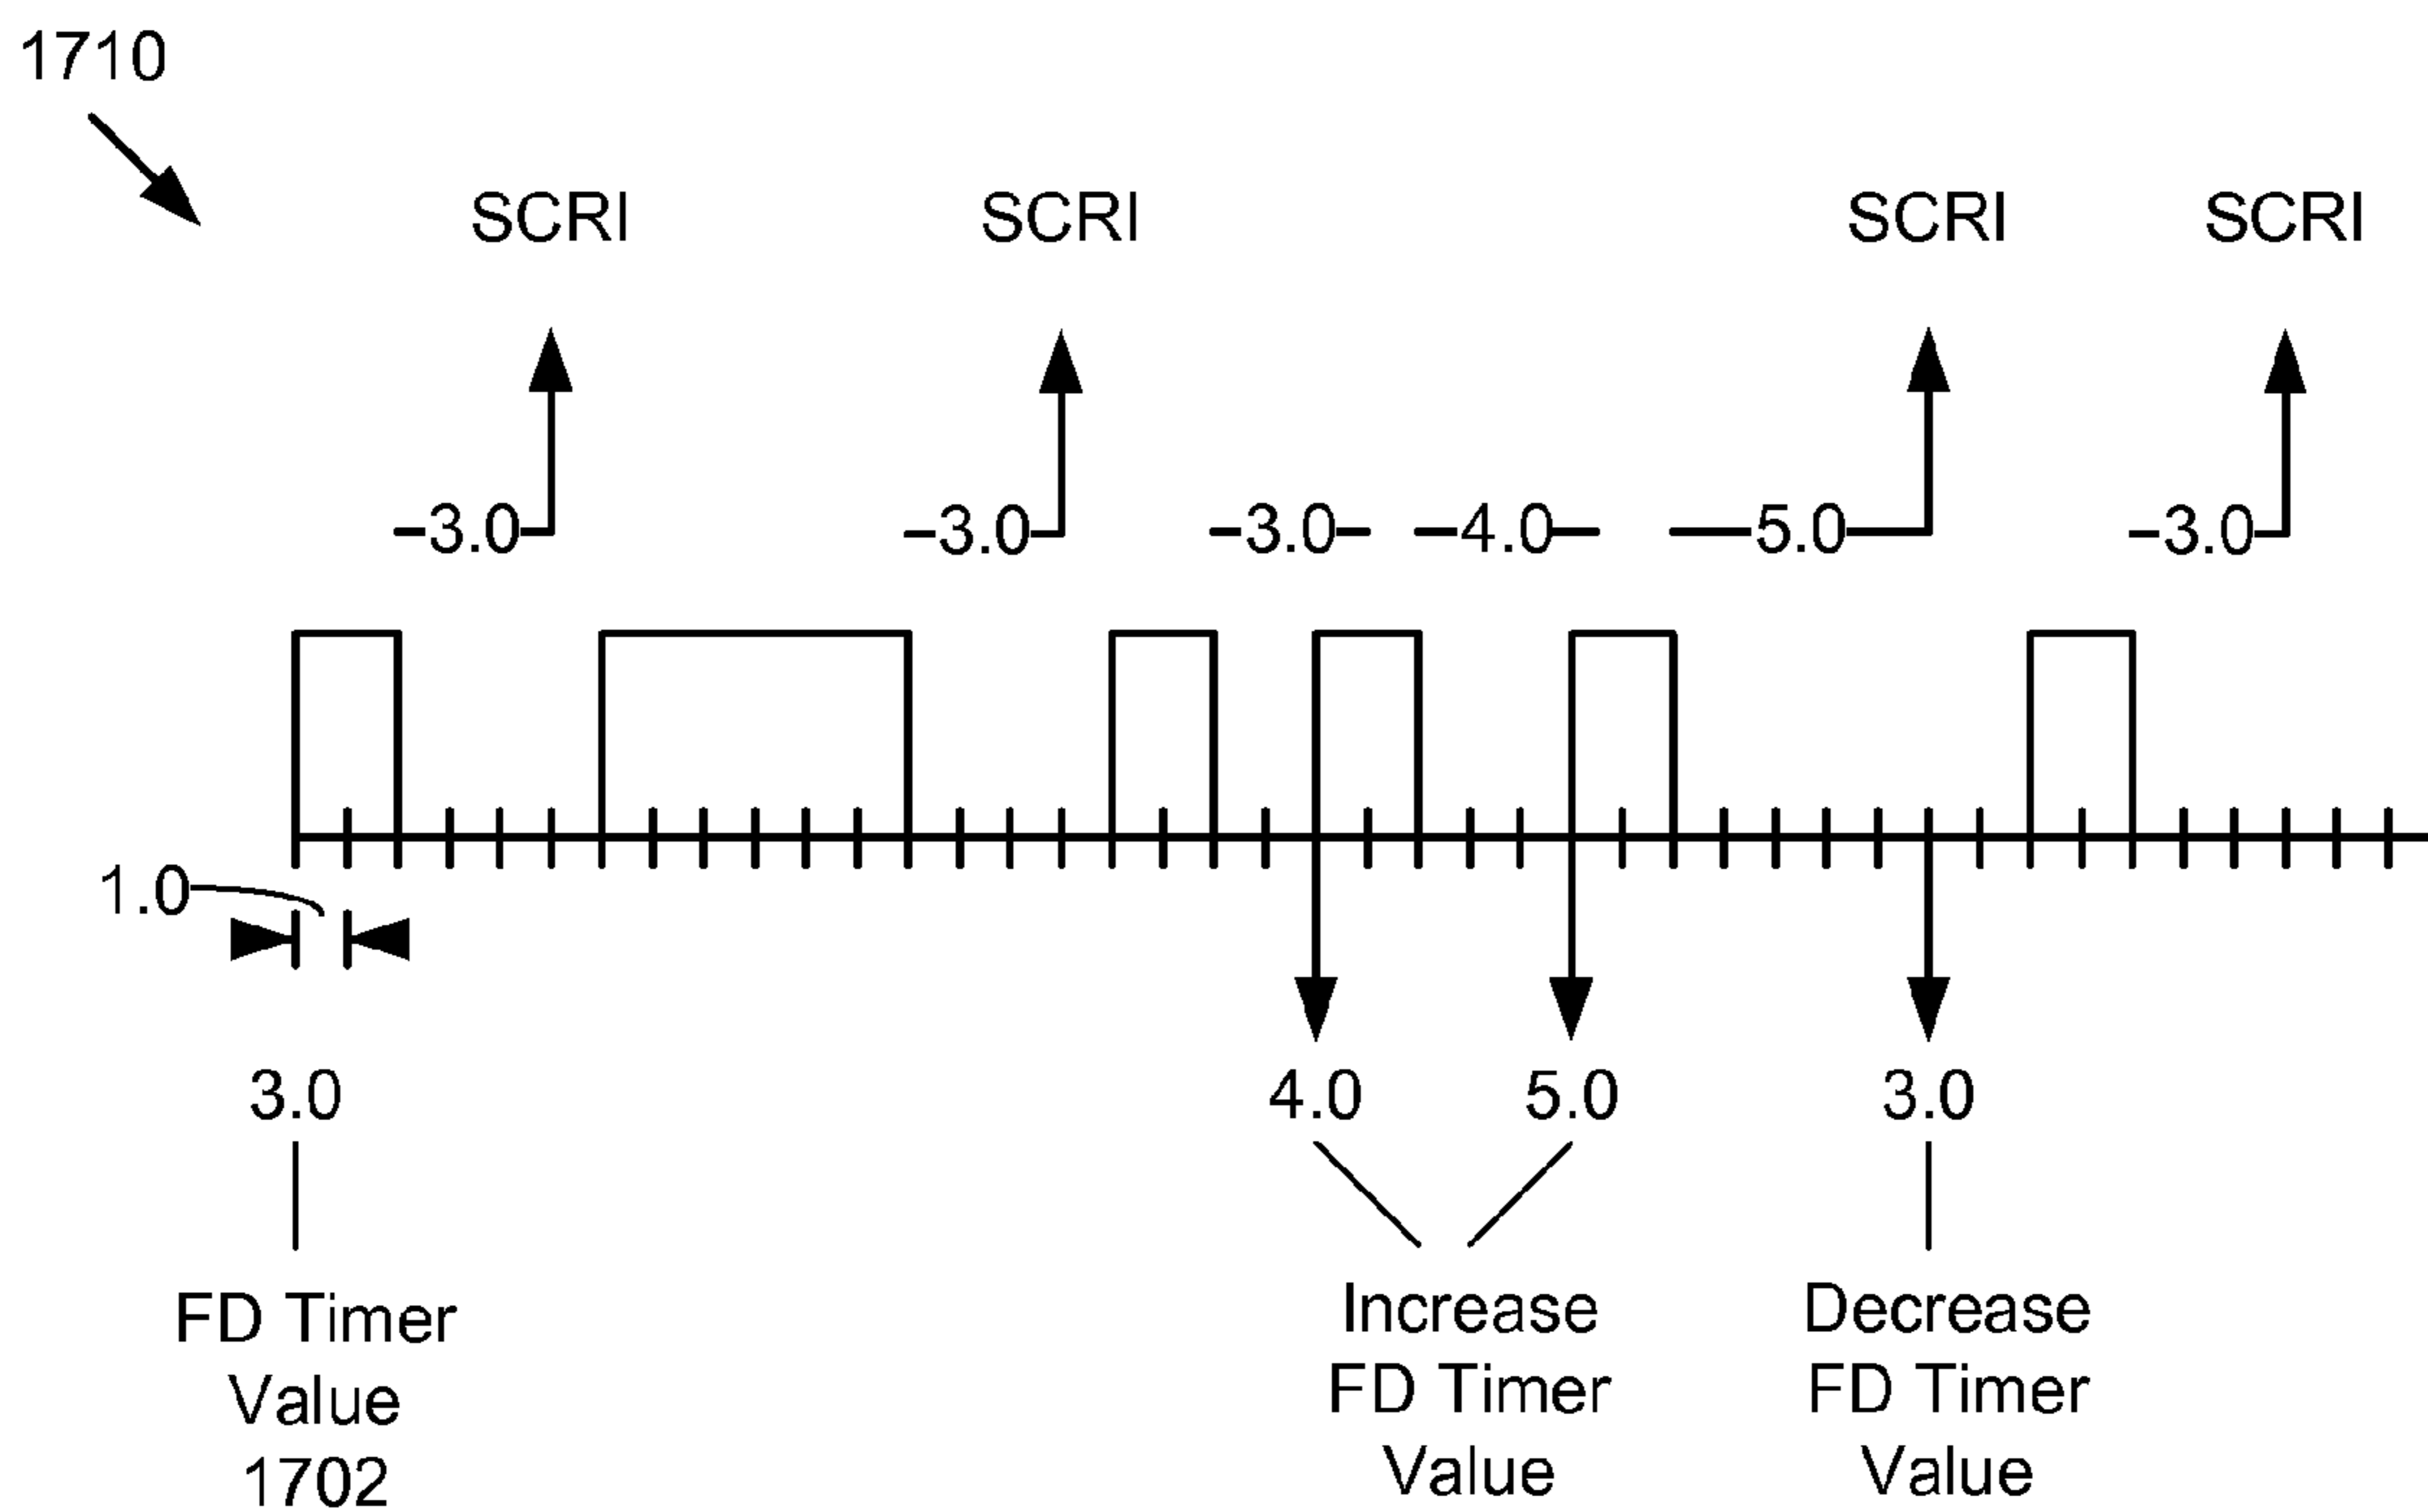 1710
SCRI SCRI SCRI SCRI
3.0 3.0 3.0 4.0 5.0 3.0
1.0
3.0 4.0 5.0 3.0
FD Timer
Value
1702
Increase
FD Timer
Value
Decrease
FD Timer
Value